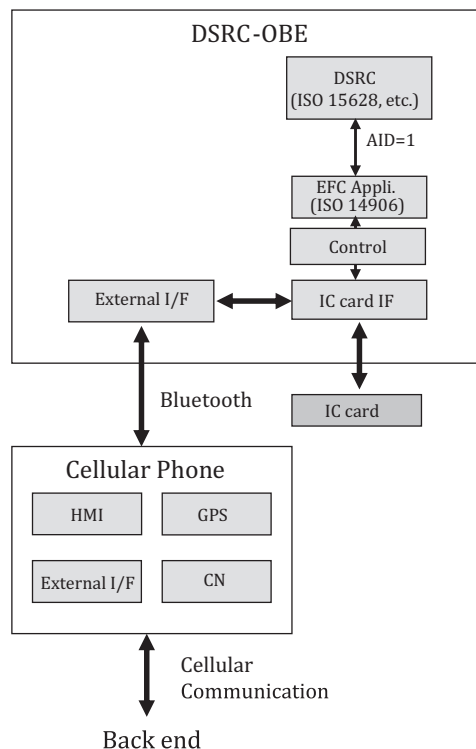 DSRC-OBE
DSRC
(ISO 15628, etc.)
AID=1
EFC Appli.
(ISO 14906)
Control
External I/F
IC card IF
Bluetooth
IC card
Cellular Phone
HMI
GPS
External I/F
CN
Cellular
Communication
Back end